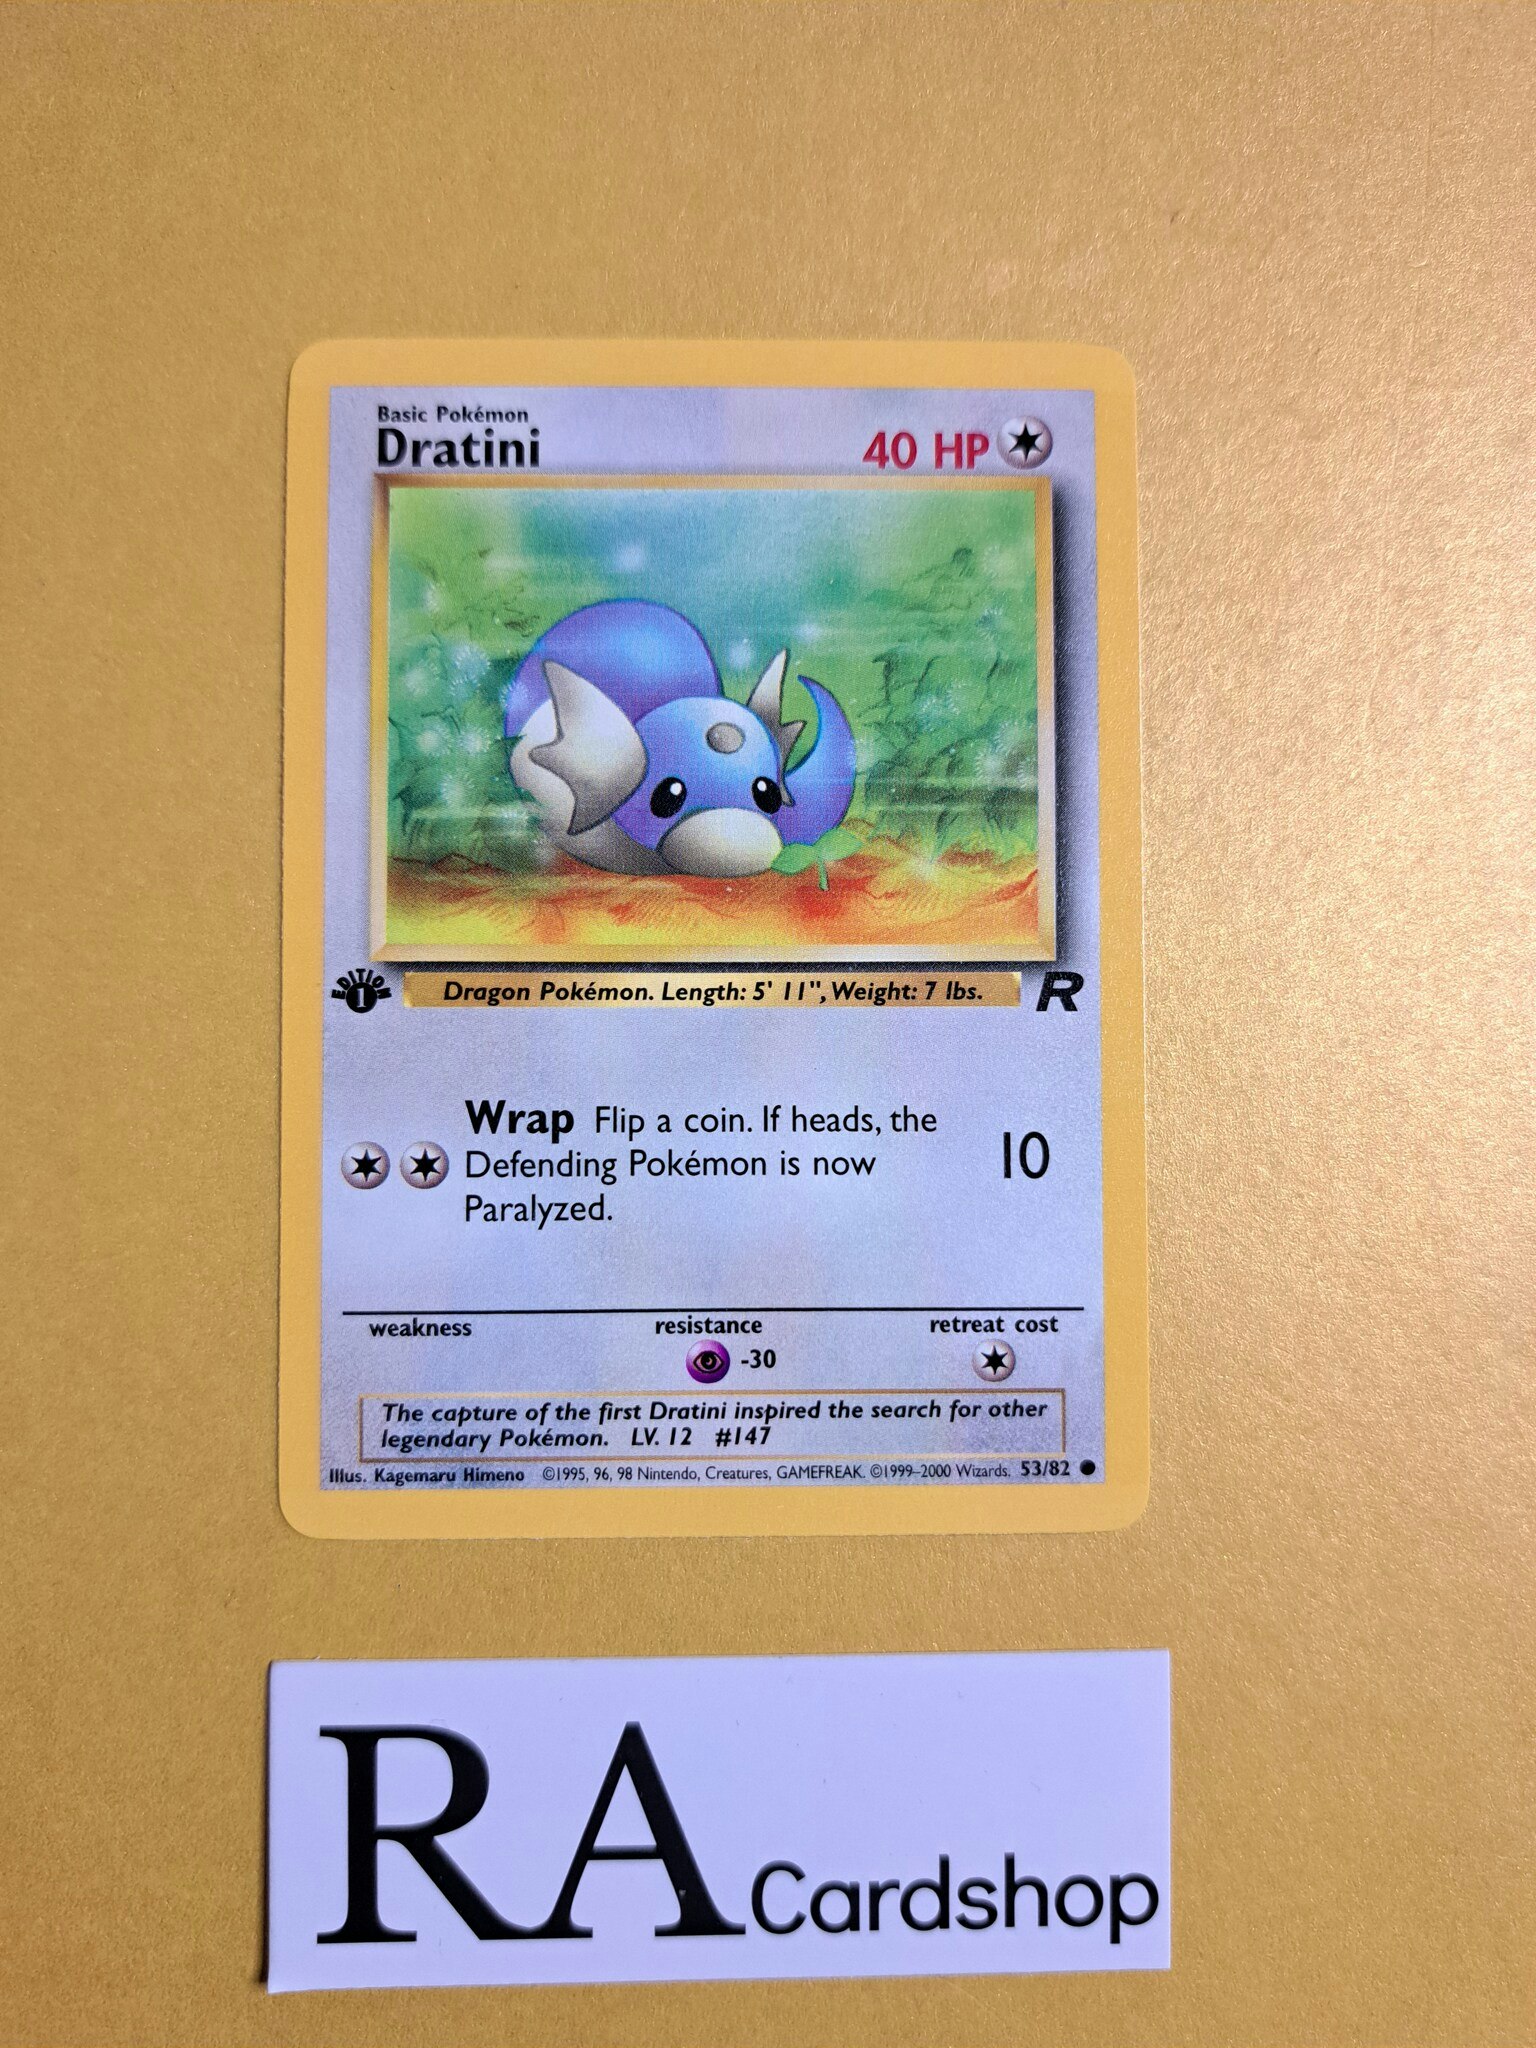 Basic Pokémon
Dratini
40 HP
EDITION
1
Dragon Pokémon. Length: 5' 11", Weight: 7 lbs.
R
Wrap Flip a coin. If heads, the
Defending Pokémon is now
Paralyzed.
10
weakness resistance retreat cost
-30
The capture of the first Dratini inspired the search for other
legendary Pokémon. LV. 12 #147
Illus. Kagemaru Himeno ©1995, 96, 98 Nintendo, Creatures, GAMEFREAK. ©1999–2000 Wizards. 53/82
RA Cardshop